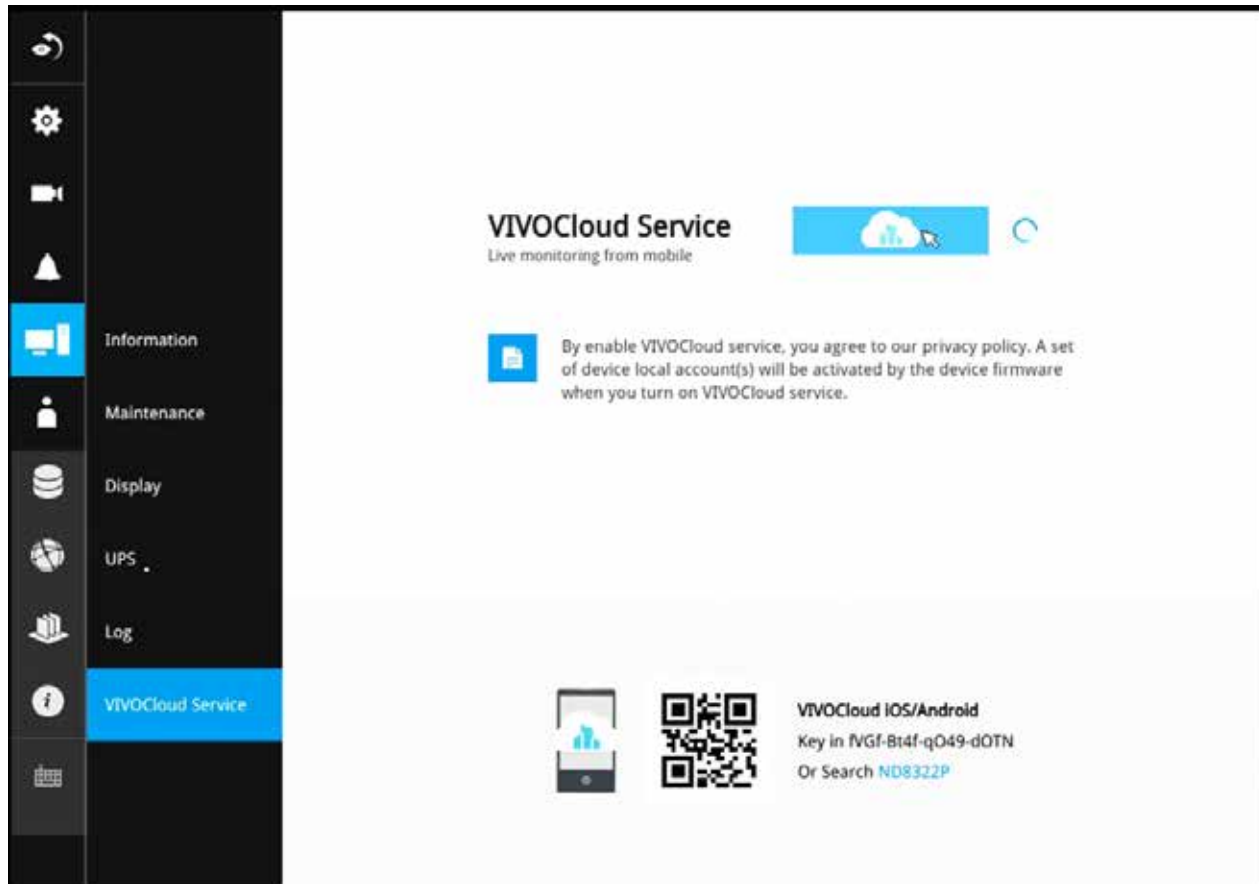 VIVOCloud Service
Live monitoring from mobile
By enable VIVOCloud service, you agree to our privacy policy. A set
of device local account(s) will be activated by the device firmware
when you turn on VIVOCloud service.
Information
Maintenance
Display
UPS .
Log
VIVOCloud Service
VIVOCloud iOS/Android
Key in fVGf-Bt4f-qO49-dOTN
Or Search ND8322P